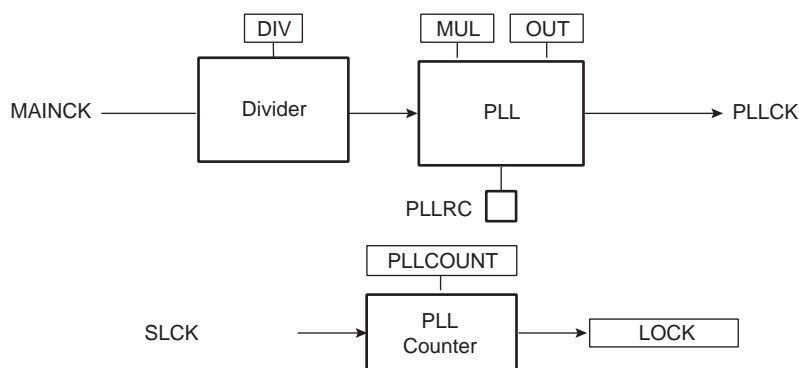 DIV
MUL
OUT
MAINCK
Divider
PLL
PLLCK
PLLRC
PLLCOUNT
SLCK
PLL
Counter
LOCK